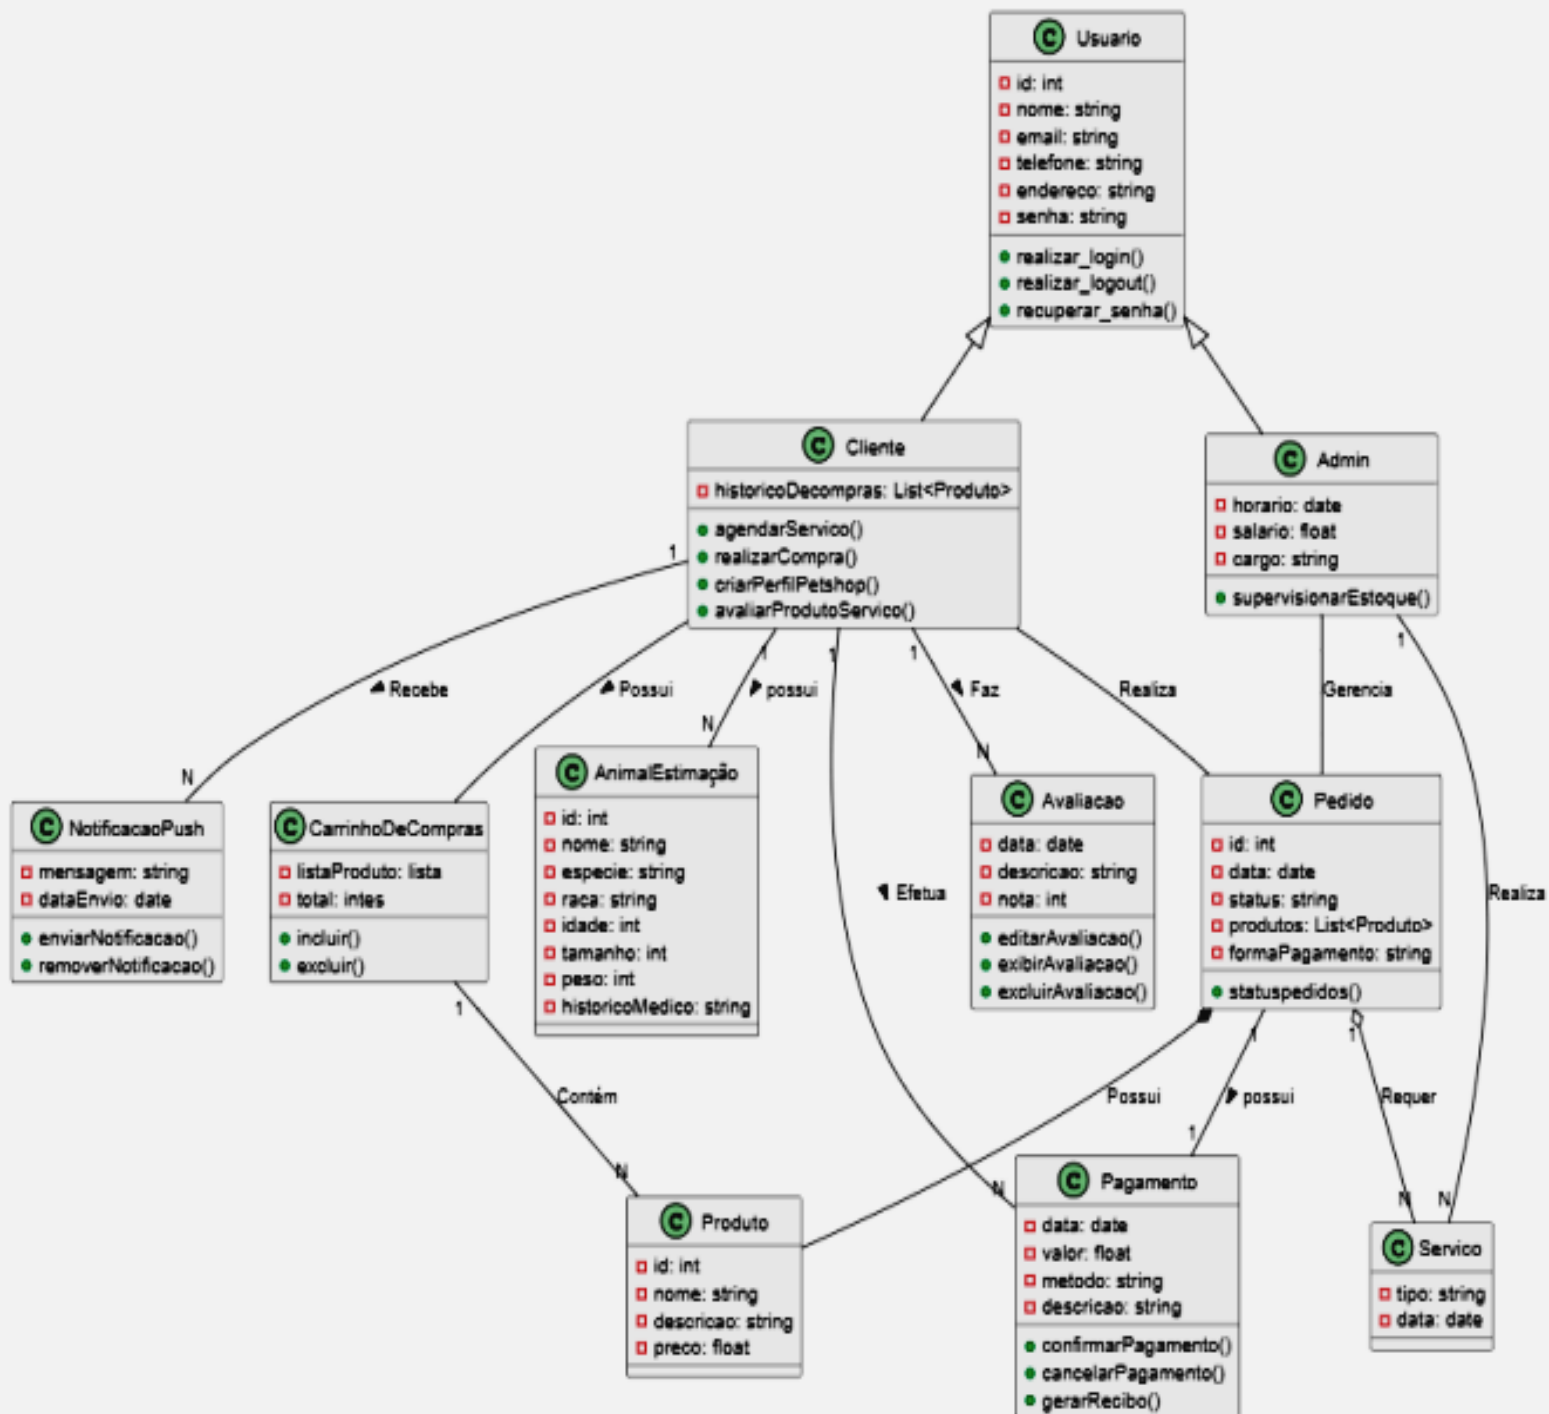 C Usuario
id: int
nome: string
email: string
telefone: string
endereco: string
senha: string
realizar_login()
realizar_logout()
recuperar_senha()
C Cliente
historicoDecompras: List<Produto>
agendarServico()
realizarCompra()
criarPerfilPetshop()
avaliarProdutoServico()
C Admin
horario: date
salario: float
cargo: string
supervisionarEstoque()
1
1
1
1
1
Recebe
Possui
possui
Faz
Realiza
Gerencia
N
N
N
C NotificacaoPush
mensagem: string
dataEnvio: date
enviarNotificacao()
removerNotificacao()
C CarrinhoDeCompras
listaProduto: lista
total: intes
incluir()
excluir()
C AnimalEstimação
id: int
nome: string
especie: string
raca: string
idade: int
tamanho: int
peso: int
historicoMedico: string
Efetua
C Avaliacao
data: date
descricao: string
nota: int
editarAvaliacao()
exibirAvaliacao()
excluirAvaliacao()
C Pedido
id: int
data: date
status: string
produtos: List<Produto>
formaPagamento: string
statuspedidos()
Realiza
1
1
1
Contém
Possui
possui
Requer
N
1
N
N
N
C Produto
id: int
nome: string
descricao: string
preco: float
C Pagamento
data: date
valor: float
metodo: string
descricao: string
confirmarPagamento()
cancelarPagamento()
gerarRecibo()
C Servico
tipo: string
data: date